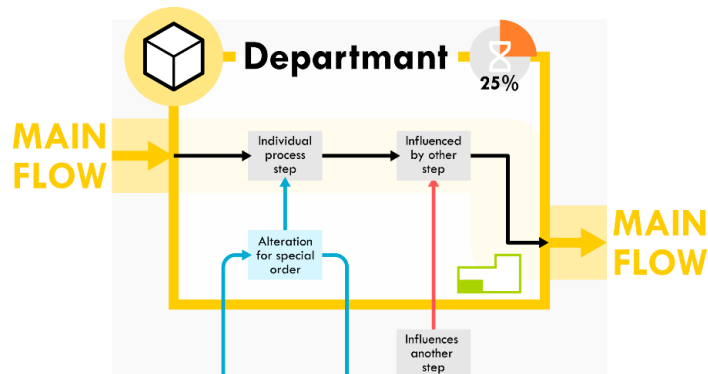 Departmant
25%
MAIN
FLOW
Individual
process
step
Influenced
by other
step
Alteration
for special
order
MAIN
FLOW
Influences
another
step